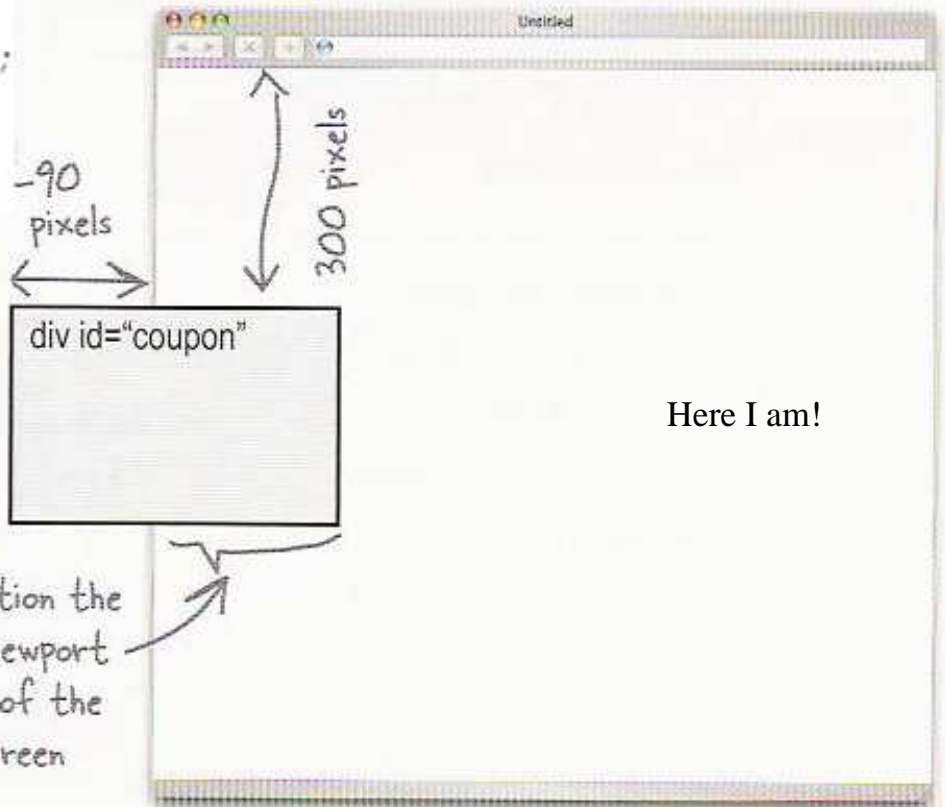 Untitled
;
-90
pixels
300 pixels
div id="coupon"
Here I am!
tion the
ewport
of the
reen